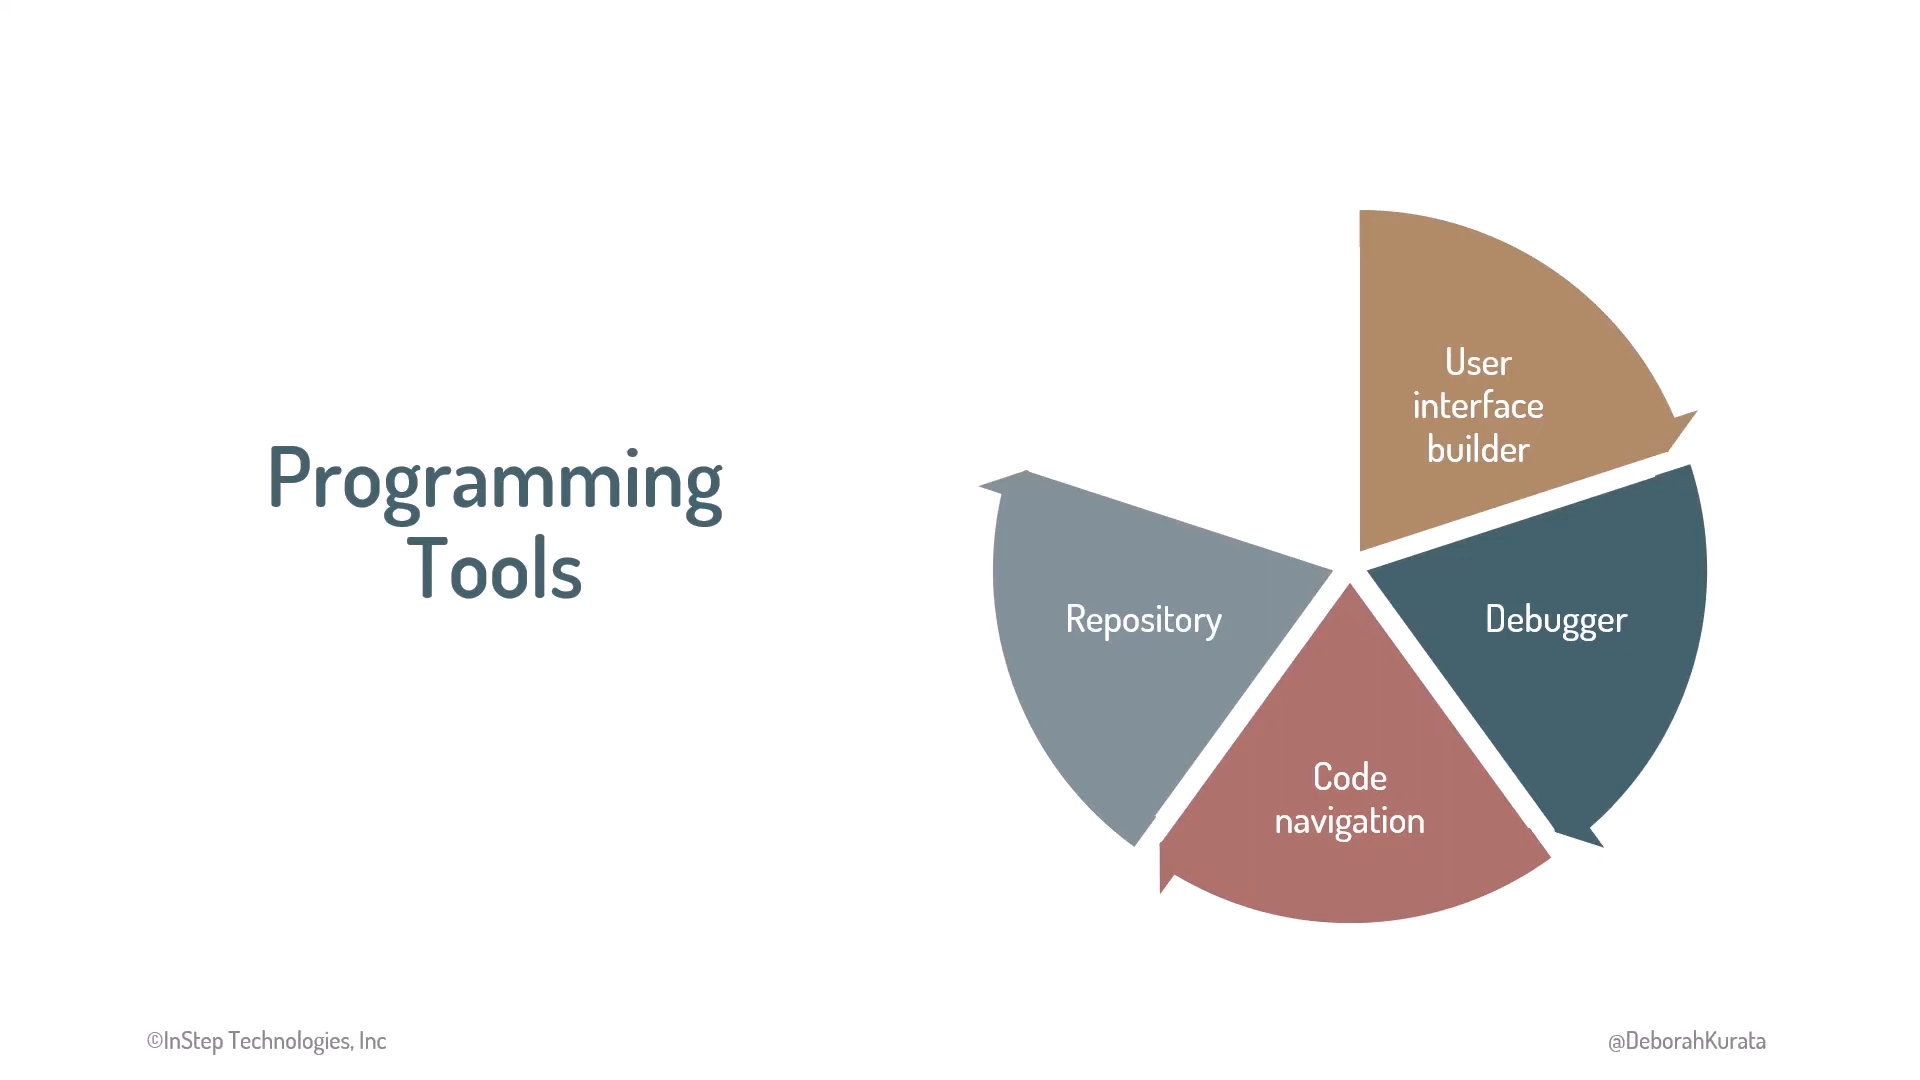 Programming
Tools
User
interface
builder
Debugger
Code
navigation
Repository
©InStep Technologies, Inc
@DeborahKurata